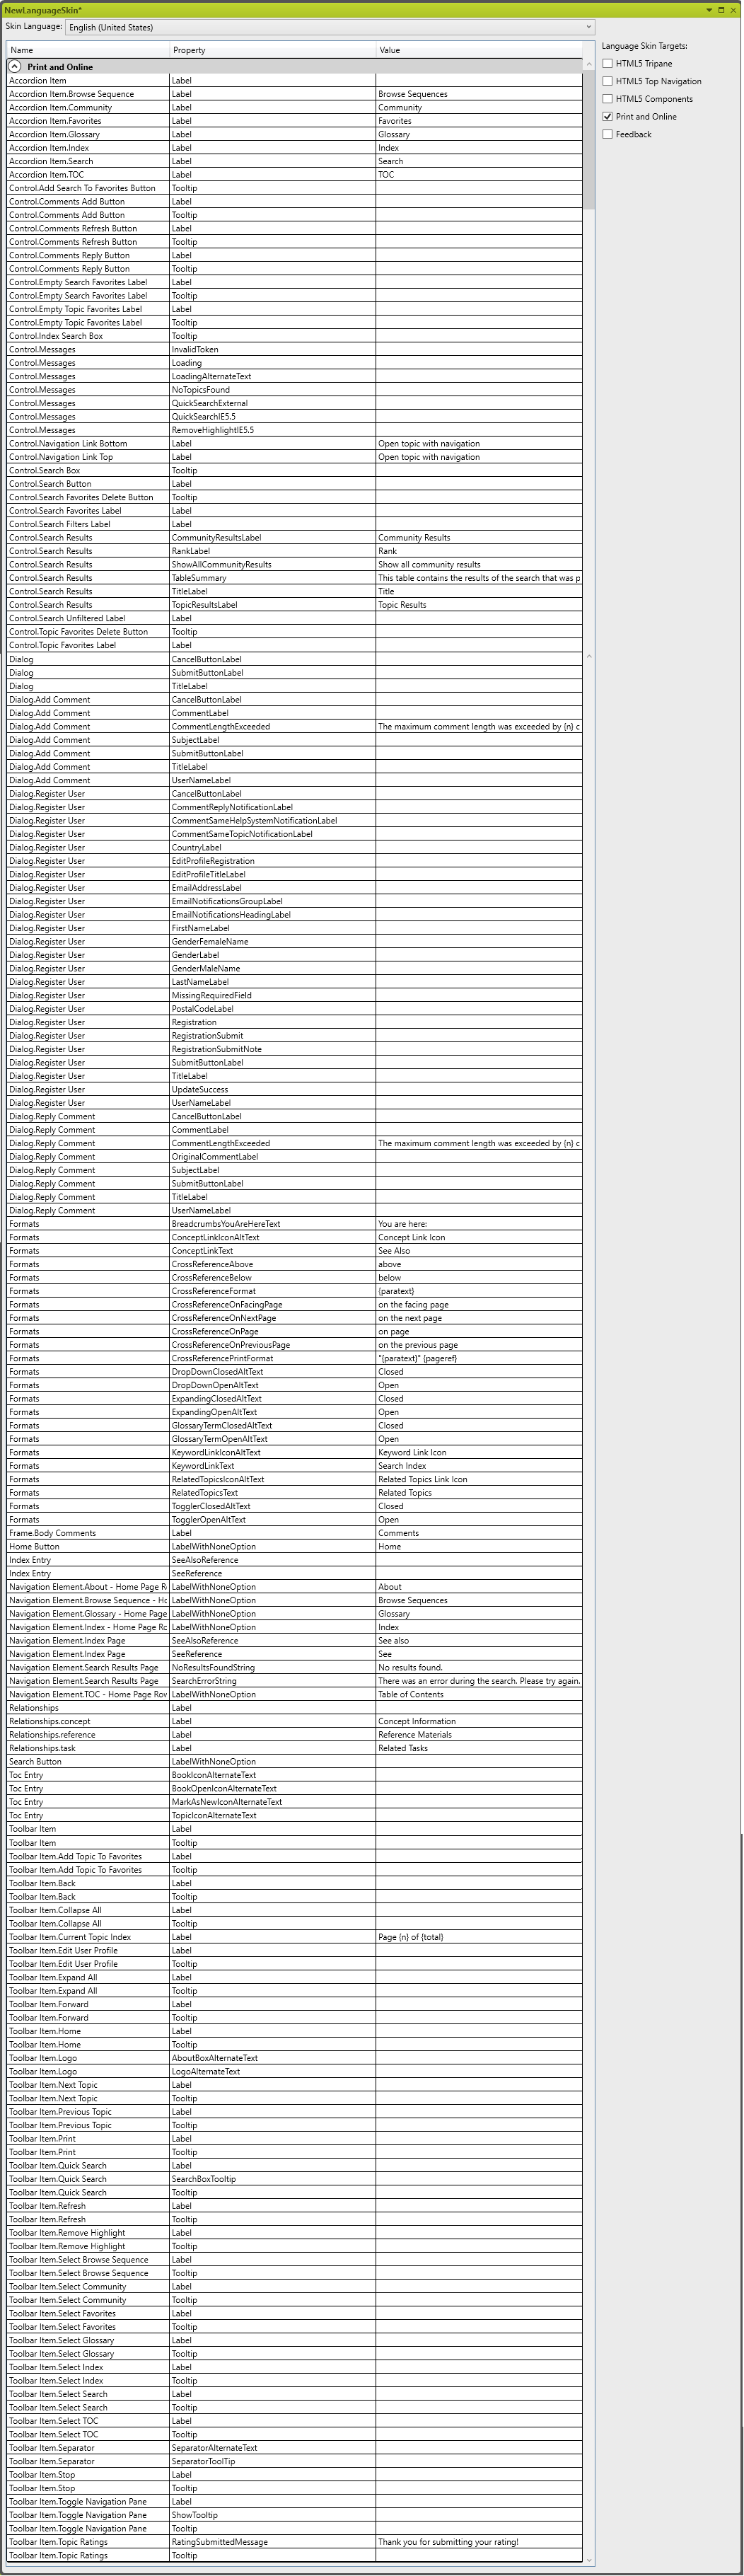 NewLanguageSkin*
Skin Language: English (United States)
Language Skin Targets:
HTML5 Tripane
HTML5 Top Navigation
HTML5 Components
Print and Online
Feedback
Name Property Value
Print and Online
Accordion Item Label
Accordion Item.Browse Sequence Label Browse Sequences
Accordion Item.Community Label Community
Accordion Item.Favorites Label Favorites
Accordion Item.Glossary Label Glossary
Accordion Item.Index Label Index
Accordion Item.Search Label Search
Accordion Item.TOC Label TOC
Control.Add Search To Favorites Button Tooltip
Control.Comments Add Button Label
Control.Comments Add Button Tooltip
Control.Comments Refresh Button Label
Control.Comments Refresh Button Tooltip
Control.Comments Reply Button Label
Control.Comments Reply Button Tooltip
Control.Empty Search Favorites Label Label
Control.Empty Search Favorites Label Tooltip
Control.Empty Topic Favorites Label Label
Control.Empty Topic Favorites Label Tooltip
Control.Index Search Box Tooltip
Control.Messages InvalidToken
Control.Messages Loading
Control.Messages LoadingAlternateText
Control.Messages NoTopicsFound
Control.Messages QuickSearchExternal
Control.Messages QuickSearchIE5.5
Control.Messages RemoveHighlightIE5.5
Control.Navigation Link Bottom Label Open topic with navigation
Control.Navigation Link Top Label Open topic with navigation
Control.Search Box Tooltip
Control.Search Button Label
Control.Search Favorites Delete Button Tooltip
Control.Search Favorites Label Label
Control.Search Filters Label Label
Control.Search Results CommunityResultsLabel Community Results
Control.Search Results RankLabel Rank
Control.Search Results ShowAllCommunityResults Show all community results
Control.Search Results TableSummary This table contains the results of the search that was p
Control.Search Results TitleLabel Title
Control.Search Results TopicResultsLabel Topic Results
Control.Search Unfiltered Label Label
Control.Topic Favorites Delete Button Tooltip
Control.Topic Favorites Label Label
Dialog CancelButtonLabel
Dialog SubmitButtonLabel
Dialog TitleLabel
Dialog.Add Comment CancelButtonLabel
Dialog.Add Comment CommentLabel
Dialog.Add Comment CommentLengthExceeded The maximum comment length was exceeded by {n} c
Dialog.Add Comment SubjectLabel
Dialog.Add Comment SubmitButtonLabel
Dialog.Add Comment TitleLabel
Dialog.Add Comment UserNameLabel
Dialog.Register User CancelButtonLabel
Dialog.Register User CommentReplyNotificationLabel
Dialog.Register User CommentSameHelpSystemNotificationLabel
Dialog.Register User CommentSameTopicNotificationLabel
Dialog.Register User CountryLabel
Dialog.Register User EditProfileRegistration
Dialog.Register User EditProfileTitleLabel
Dialog.Register User EmailAddressLabel
Dialog.Register User EmailNotificationsGroupLabel
Dialog.Register User EmailNotificationsHeadingLabel
Dialog.Register User FirstNameLabel
Dialog.Register User GenderFemaleName
Dialog.Register User GenderLabel
Dialog.Register User GenderMaleName
Dialog.Register User LastNameLabel
Dialog.Register User MissingRequiredField
Dialog.Register User PostalCodeLabel
Dialog.Register User Registration
Dialog.Register User RegistrationSubmit
Dialog.Register User RegistrationSubmitNote
Dialog.Register User SubmitButtonLabel
Dialog.Register User TitleLabel
Dialog.Register User UpdateSuccess
Dialog.Register User UserNameLabel
Dialog.Reply Comment CancelButtonLabel
Dialog.Reply Comment CommentLabel
Dialog.Reply Comment CommentLengthExceeded The maximum comment length was exceeded by {n} c
Dialog.Reply Comment OriginalCommentLabel
Dialog.Reply Comment SubjectLabel
Dialog.Reply Comment SubmitButtonLabel
Dialog.Reply Comment TitleLabel
Dialog.Reply Comment UserNameLabel
Formats BreadcrumbsYouAreHereText You are here:
Formats ConceptLinkIconAltText Concept Link Icon
Formats ConceptLinkText See Also
Formats CrossReferenceAbove above
Formats CrossReferenceBelow below
Formats CrossReferenceFormat {paratext}
Formats CrossReferenceOnFacingPage on the facing page
Formats CrossReferenceOnNextPage on the next page
Formats CrossReferenceOnPage on page
Formats CrossReferenceOnPreviousPage on the previous page
Formats CrossReferencePrintFormat "{paratext}" {pageref}
Formats DropDownClosedAltText Closed
Formats DropDownOpenAltText Open
Formats ExpandingClosedAltText Closed
Formats ExpandingOpenAltText Open
Formats GlossaryTermClosedAltText Closed
Formats GlossaryTermOpenAltText Open
Formats KeywordLinkIconAltText Keyword Link Icon
Formats KeywordLinkText Search Index
Formats RelatedTopicsIconAltText Related Topics Link Icon
Formats RelatedTopicsText Related Topics
Formats TogglerClosedAltText Closed
Formats TogglerOpenAltText Open
Frame.Body Comments Label Comments
Home Button LabelWithNoneOption Home
Index Entry SeeAlsoReference
Index Entry SeeReference
Navigation Element.About - Home Page R LabelWithNoneOption About
Navigation Element.Browse Sequence - Hc LabelWithNoneOption Browse Sequences
Navigation Element.Glossary - Home Page LabelWithNoneOption Glossary
Navigation Element.Index - Home Page Rc LabelWithNoneOption Index
Navigation Element.Index Page SeeAlsoReference See also
Navigation Element.Index Page SeeReference See
Navigation Element.Search Results Page NoResultsFoundString No results found.
Navigation Element.Search Results Page SearchErrorString There was an error during the search. Please try again.
Navigation Element.TOC - Home Page Row LabelWithNoneOption Table of Contents
Relationships Label
Relationships.concept Label Concept Information
Relationships.reference Label Reference Materials
Relationships.task Label Related Tasks
Search Button LabelWithNoneOption
Toc Entry BookIconAlternateText
Toc Entry BookOpenIconAlternateText
Toc Entry MarkAsNewIconAlternateText
Toc Entry TopicIconAlternateText
Toolbar Item Label
Toolbar Item Tooltip
Toolbar Item.Add Topic To Favorites Label
Toolbar Item.Add Topic To Favorites Tooltip
Toolbar Item.Back Label
Toolbar Item.Back Tooltip
Toolbar Item.Collapse All Label
Toolbar Item.Collapse All Tooltip
Toolbar Item.Current Topic Index Label Page {n} of {total}
Toolbar Item.Edit User Profile Label
Toolbar Item.Edit User Profile Tooltip
Toolbar Item.Expand All Label
Toolbar Item.Expand All Tooltip
Toolbar Item.Forward Label
Toolbar Item.Forward Tooltip
Toolbar Item.Home Label
Toolbar Item.Home Tooltip
Toolbar Item.Logo AboutBoxAlternateText
Toolbar Item.Logo LogoAlternateText
Toolbar Item.Next Topic Label
Toolbar Item.Next Topic Tooltip
Toolbar Item.Previous Topic Label
Toolbar Item.Previous Topic Tooltip
Toolbar Item.Print Label
Toolbar Item.Print Tooltip
Toolbar Item.Quick Search Label
Toolbar Item.Quick Search SearchBoxTooltip
Toolbar Item.Quick Search Tooltip
Toolbar Item.Refresh Label
Toolbar Item.Refresh Tooltip
Toolbar Item.Remove Highlight Label
Toolbar Item.Remove Highlight Tooltip
Toolbar Item.Select Browse Sequence Label
Toolbar Item.Select Browse Sequence Tooltip
Toolbar Item.Select Community Label
Toolbar Item.Select Community Tooltip
Toolbar Item.Select Favorites Label
Toolbar Item.Select Favorites Tooltip
Toolbar Item.Select Glossary Label
Toolbar Item.Select Glossary Tooltip
Toolbar Item.Select Index Label
Toolbar Item.Select Index Tooltip
Toolbar Item.Select Search Label
Toolbar Item.Select Search Tooltip
Toolbar Item.Select TOC Label
Toolbar Item.Select TOC Tooltip
Toolbar Item.Separator SeparatorAlternateText
Toolbar Item.Separator SeparatorToolTip
Toolbar Item.Stop Label
Toolbar Item.Stop Tooltip
Toolbar Item.Toggle Navigation Pane Label
Toolbar Item.Toggle Navigation Pane ShowTooltip
Toolbar Item.Toggle Navigation Pane Tooltip
Toolbar Item.Topic Ratings RatingSubmittedMessage Thank you for submitting your rating!
Toolbar Item.Topic Ratings Tooltip